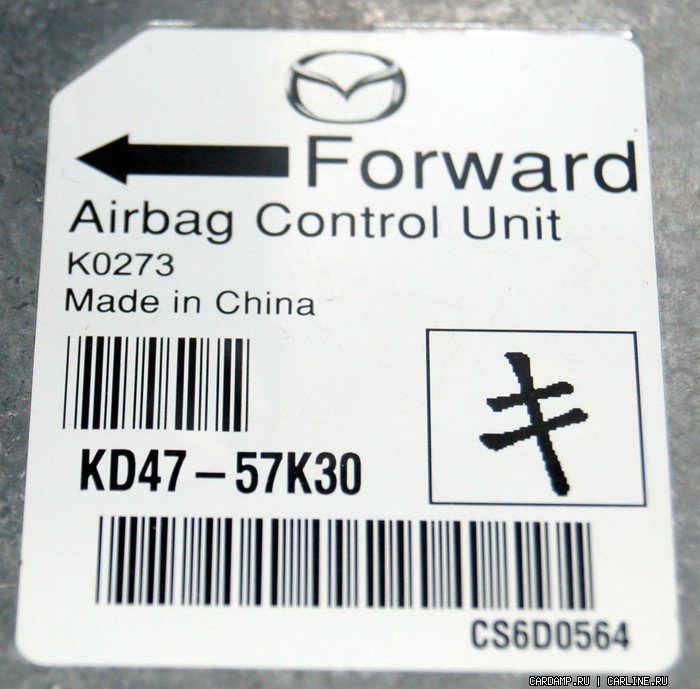 Forward
Airbag Control Unit
K0273
Made in China
キ
KD47-57K30
CS6D0564
CARDAMP.RU | CARLINE.RU